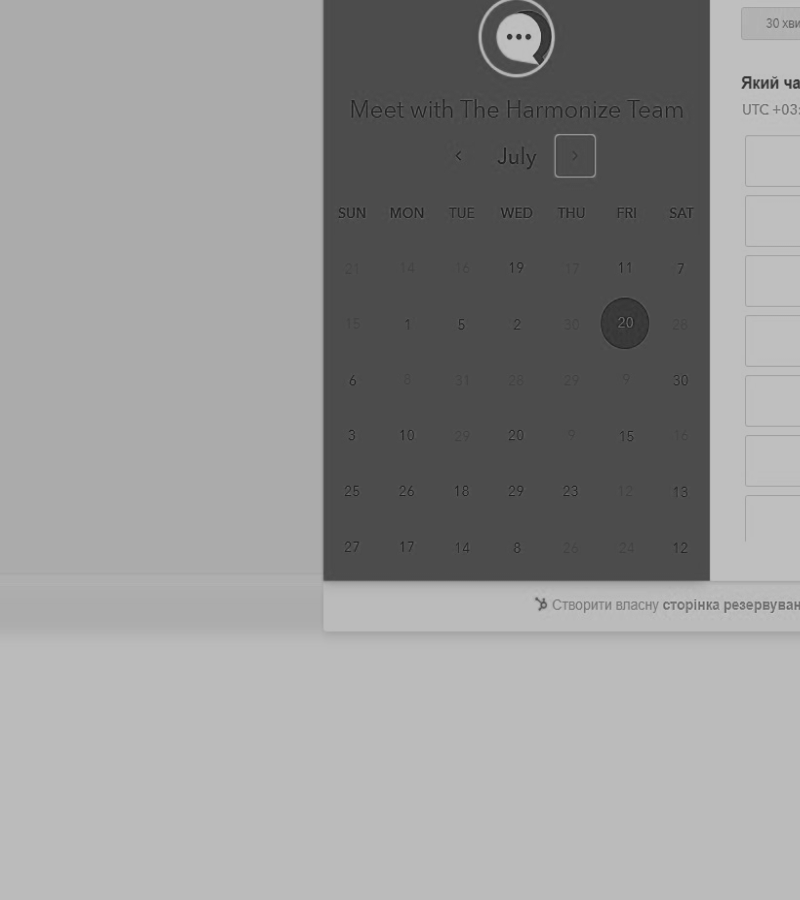 30 хви
Meet with The Harmonize Team
Який ча
UTC +03:
July
SUN MON TUE WED THU FRI SAT
21 14 16 19 17 11 7
15 1 5 2 30 20 28
6 8 31 28 29 9 30
3 10 29 20 9 15 16
25 26 18 29 23 12 13
27 17 14 8 26 24 12
Створити власну сторінка резервуван